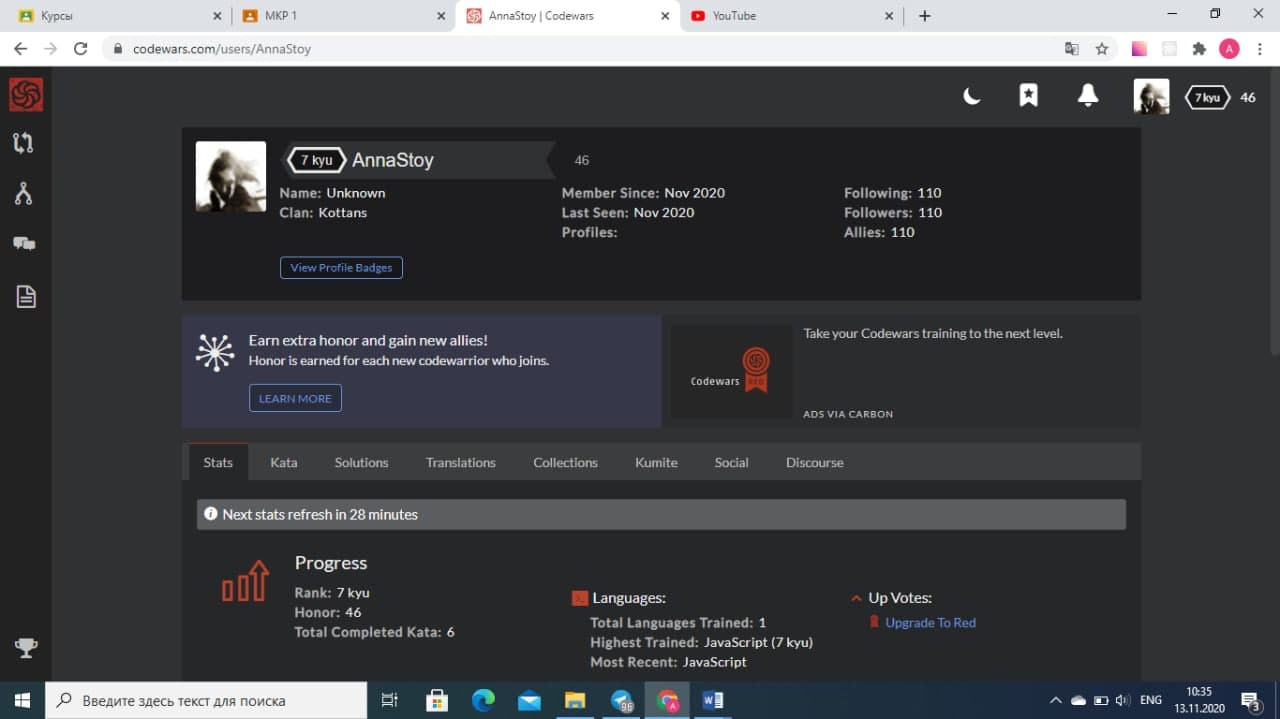 Курсы
МКР 1
AnnaStoy | Codewars
YouTube
codewars.com/users/AnnaStoy
A
7 kyu
46
7 kyu
AnnaStoy
46
Name: Unknown
Clan: Kottans
Member Since: Nov 2020
Last Seen: Nov 2020
Profiles:
Following: 110
Followers: 110
Allies: 110
View Profile Badges
Earn extra honor and gain new allies!
Honor is earned for each new codewarrior who joins.
LEARN MORE
Codewars
RED
Take your Codewars training to the next level.
ADS VIA CARBON
Stats Kata Solutions Translations Collections Kumite Social Discourse
Next stats refresh in 28 minutes
Progress
Rank: 7 kyu
Honor: 46
Total Completed Kata: 6
Languages:
Total Languages Trained: 1
Highest Trained: JavaScript (7 kyu)
Most Recent: JavaScript
Up Votes:
Upgrade To Red
Введите здесь текст для поиска
96
A
ENG
10:35
13.11.2020
3